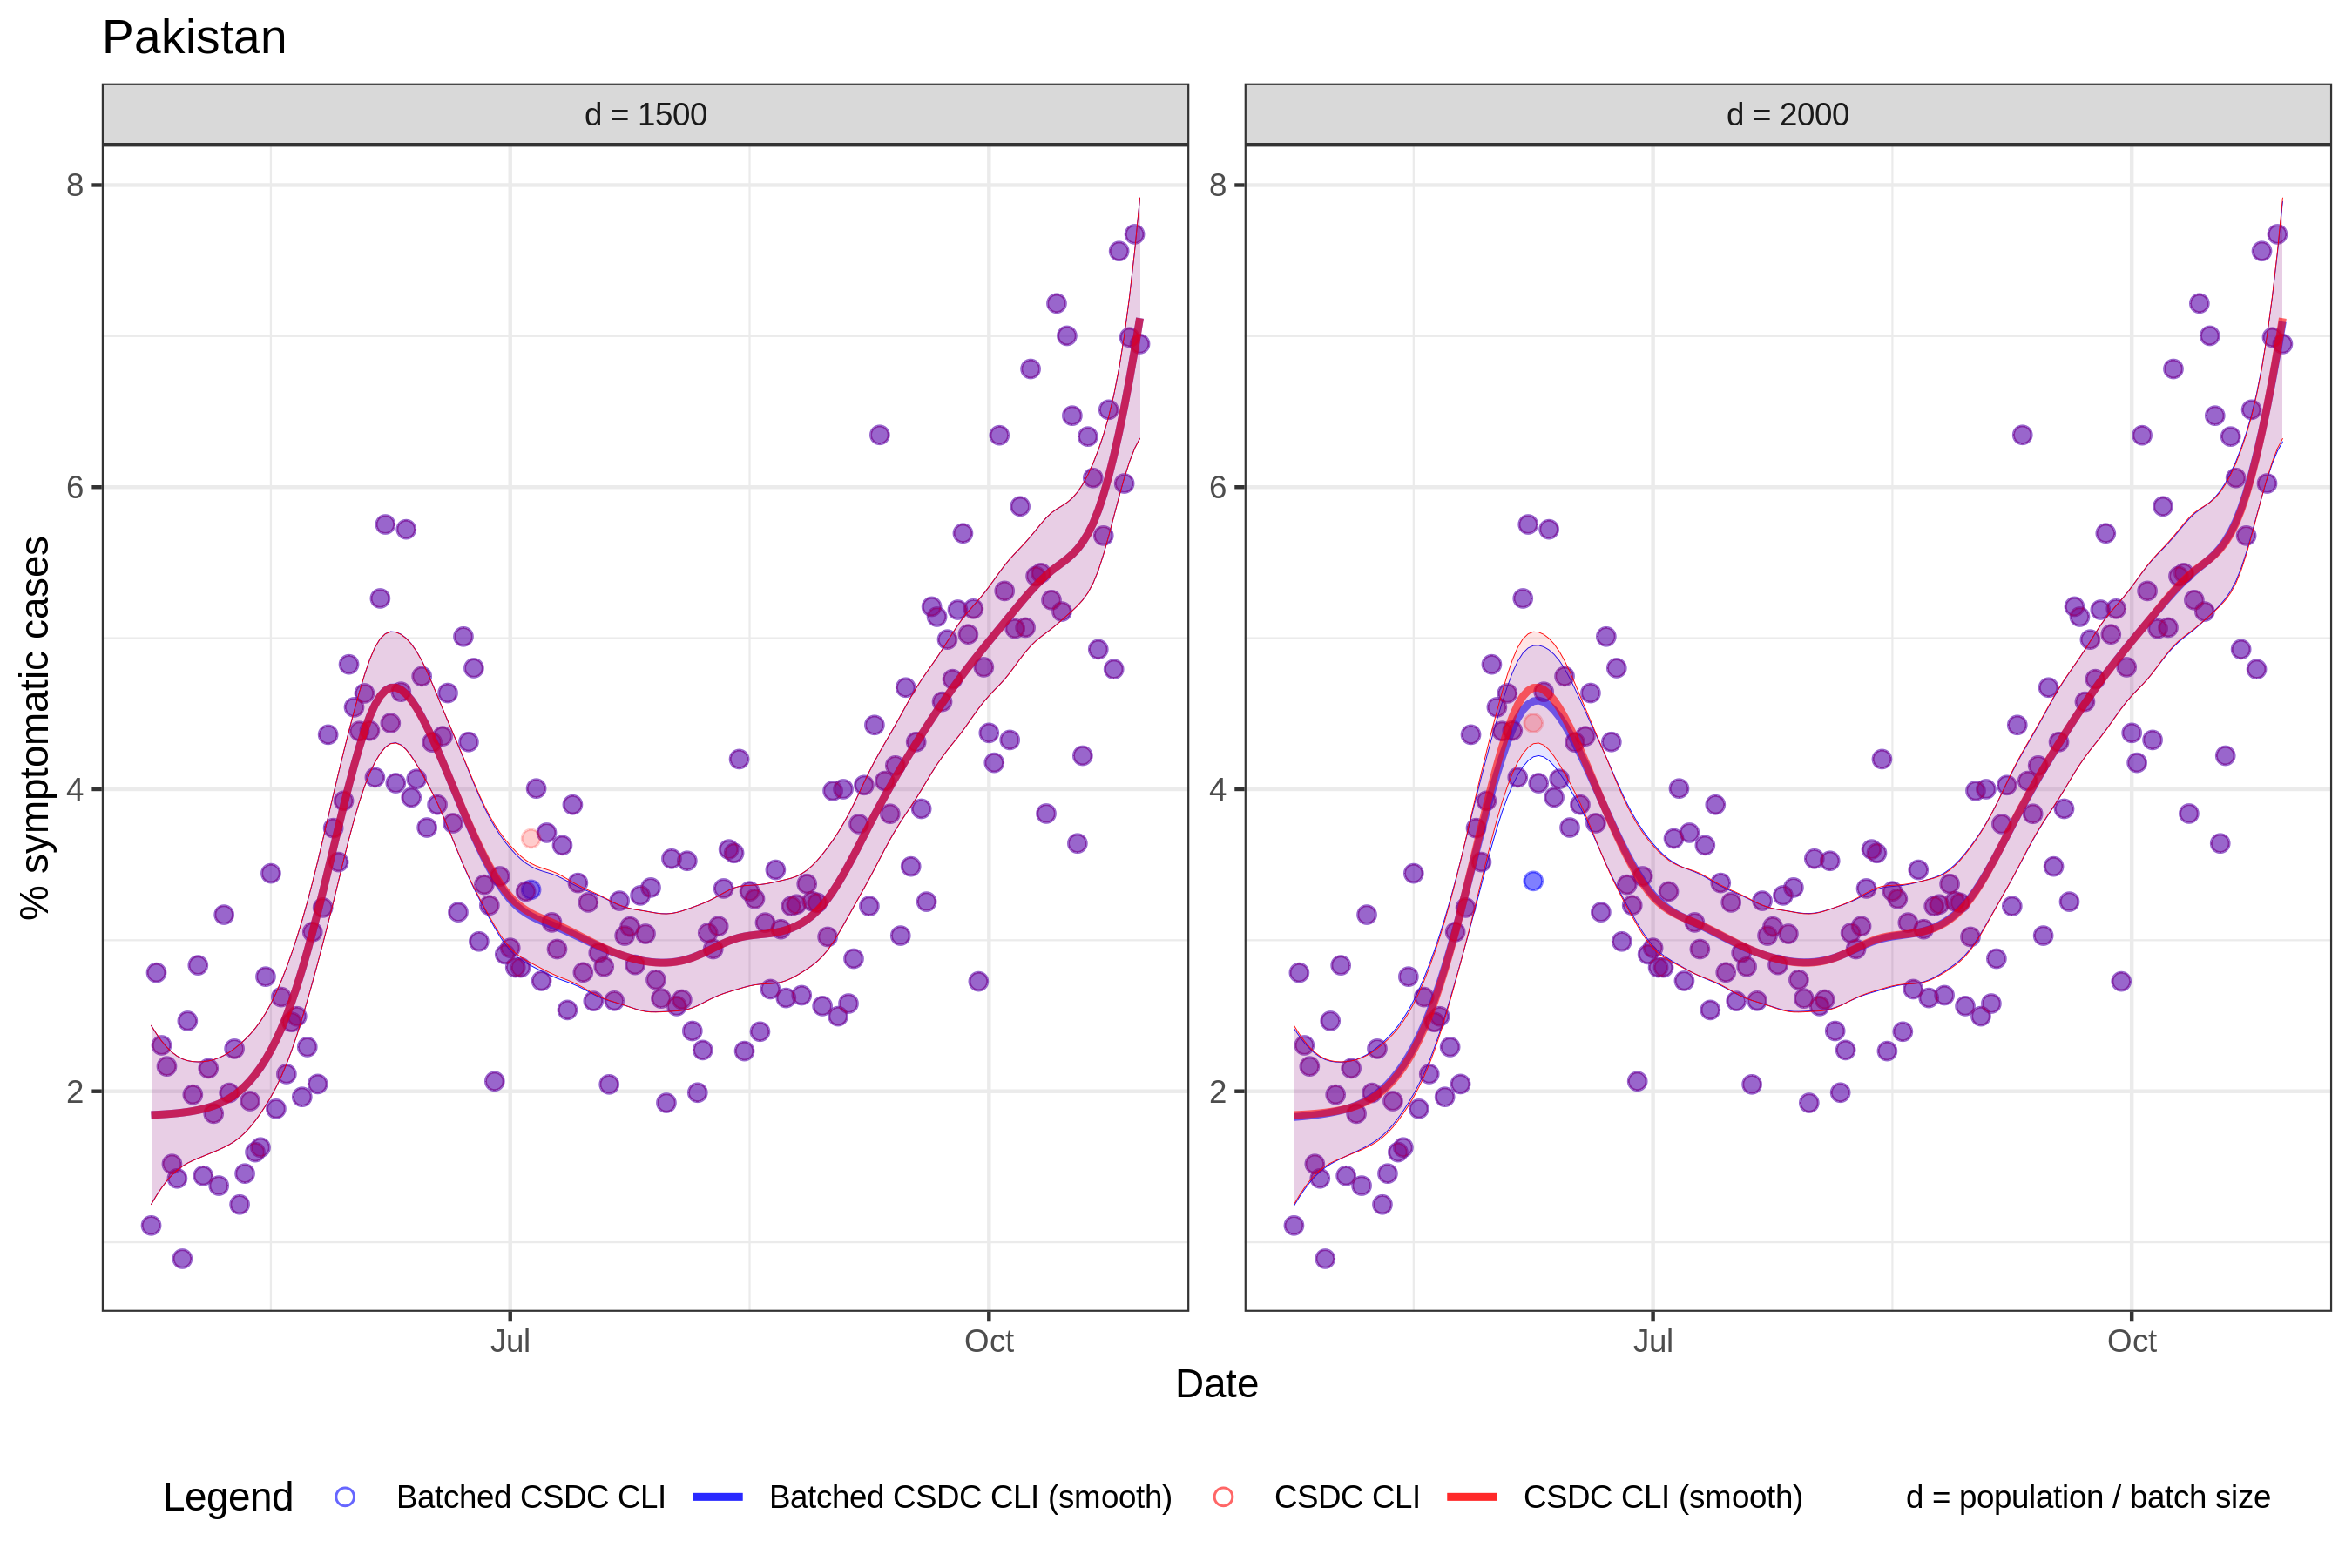 Pakistan
d = 1500
d = 2000
8
6
4
2
8
6
4
2
% symptomatic cases
Jul
Oct
Jul
Oct
Date
Legend
Batched CSDC CLI
Batched CSDC CLI (smooth)
CSDC CLI
CSDC CLI (smooth)
d = population / batch size